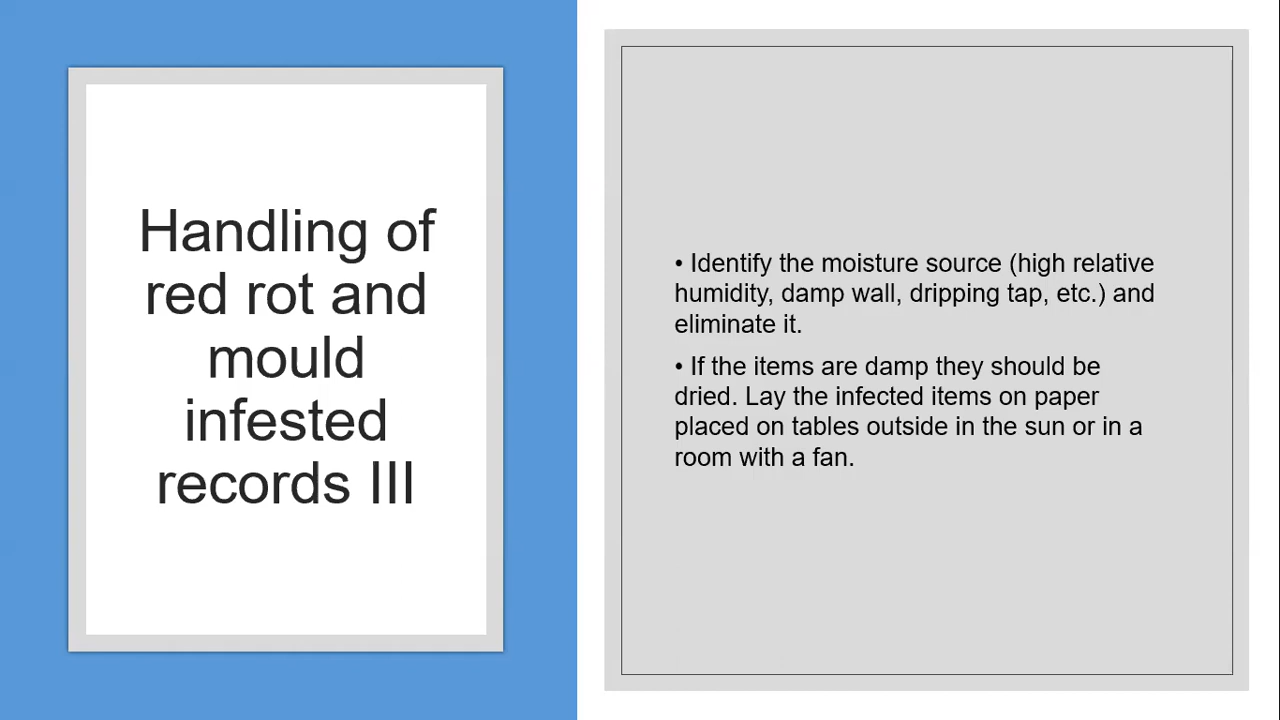 Handling of
red rot and
mould
infested
records III
• Identify the moisture source (high relative
humidity, damp wall, dripping tap, etc.) and
eliminate it.
• If the items are damp they should be
dried. Lay the infected items on paper
placed on tables outside in the sun or in a
room with a fan.